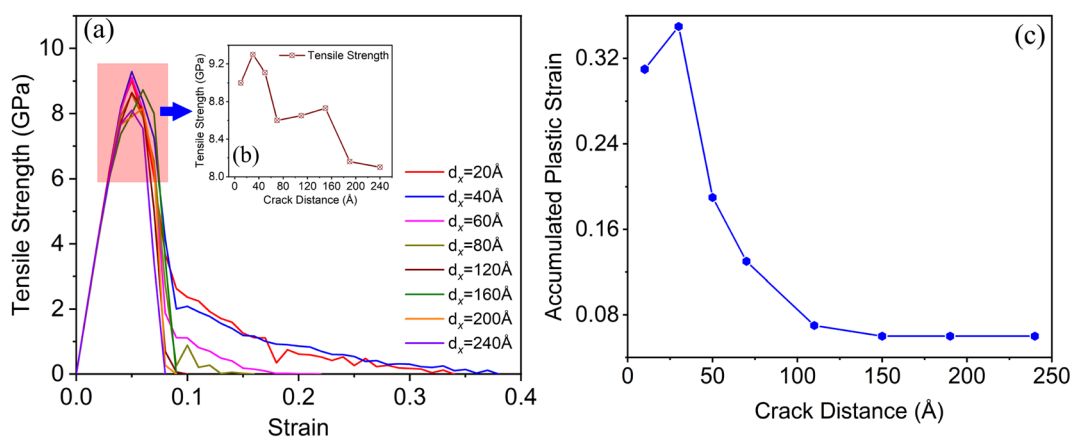 (a)
Tensile Strength (GPa)
10
8
6
4
2
0
0.0
0.1
0.2
0.3
0.4
Strain
Tensile Strength
(b)
Tensile Strength (GPa)
9.2
8.8
8.4
8.0
0
40
80
120
160
200
240
Crack Distance (Å)
dₓ=20Å
dₓ=40Å
dₓ=60Å
dₓ=80Å
dₓ=120Å
dₓ=160Å
dₓ=200Å
dₓ=240Å
(c)
Accumulated Plastic Strain
0.32
0.24
0.16
0.08
0
50
100
150
200
250
Crack Distance (Å)